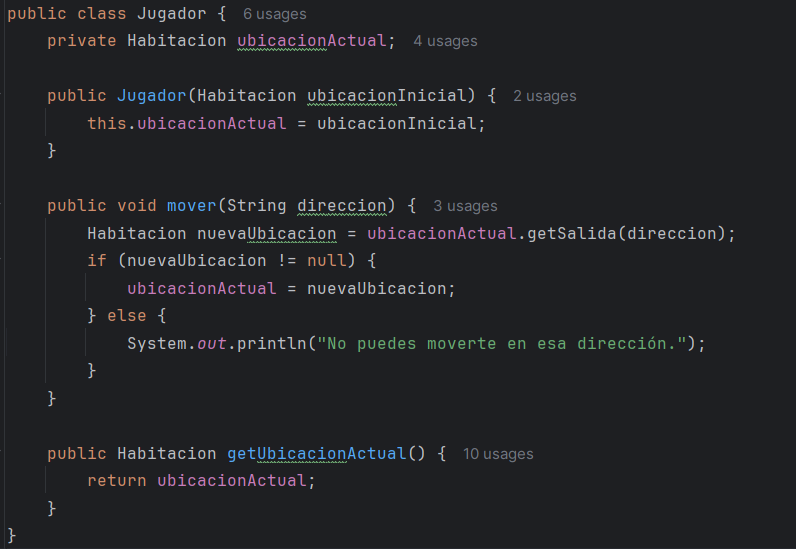 public class Jugador { 6 usages
private Habitacion ubicacionActual; 4 usages
public Jugador(Habitacion ubicacionInicial) { 2 usages
this.ubicacionActual = ubicacionInicial;
}
public void mover(String direccion) { 3 usages
Habitacion nuevaUbicacion = ubicacionActual.getSalida(direccion);
if (nuevaUbicacion != null) {
ubicacionActual = nuevaUbicacion;
} else {
System.out.println("No puedes moverte en esa dirección.");
}
}
public Habitacion getUbicacionActual() { 10 usages
return ubicacionActual;
}
}